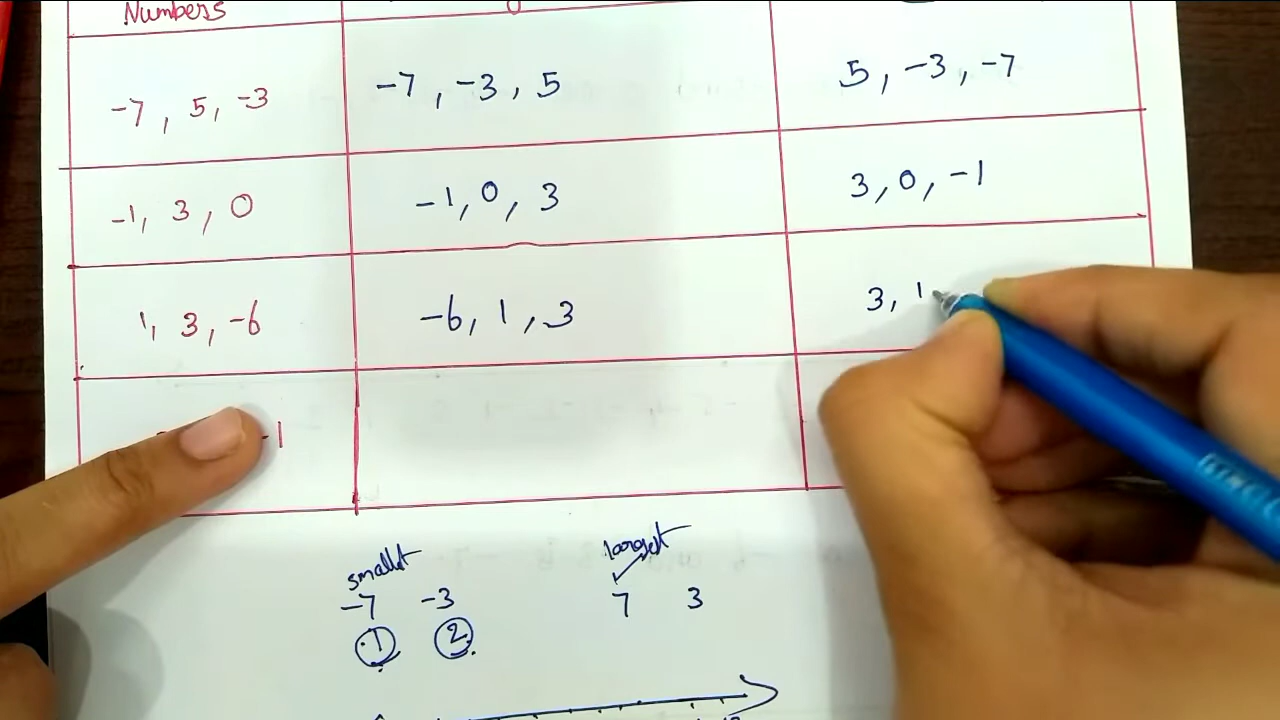 Numbers
-7, 5, -3
-7, -3, 5
5, -3, -7
-1, 3, 0
-1, 0, 3
3, 0, -1
1, 3, -6
-6, 1, 3
3, 1
-1
smallest
largest
-7 -3
7 3
1 2